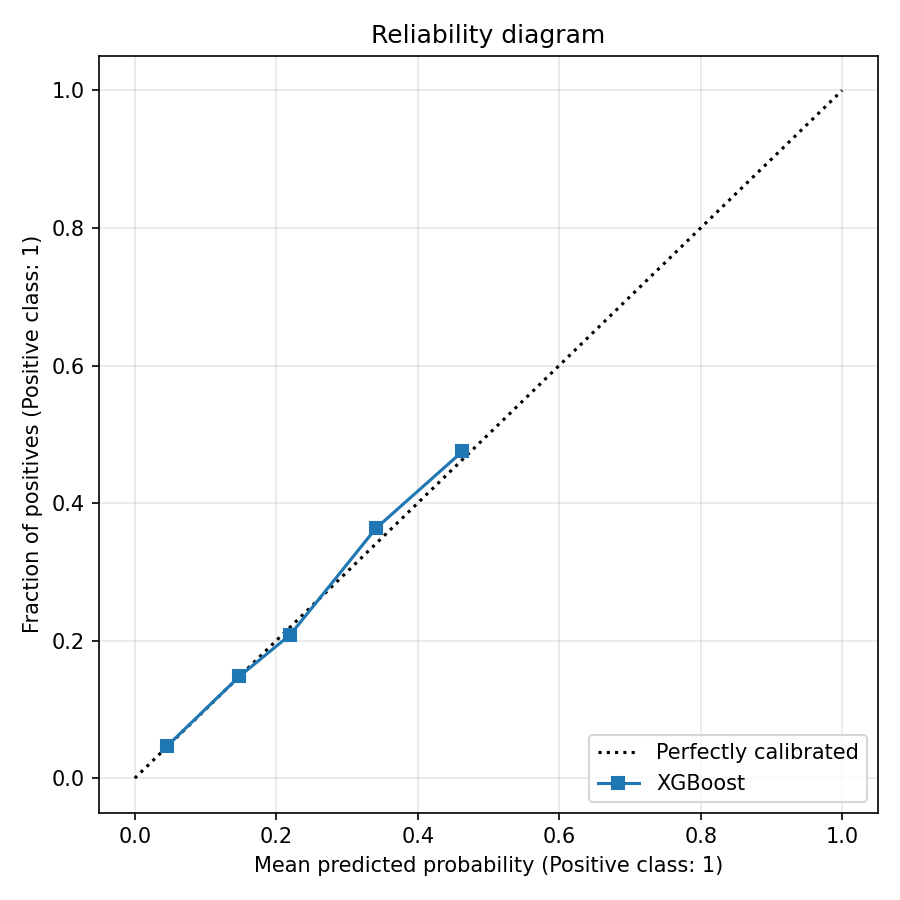 Reliability diagram
Fraction of positives (Positive class: 1)
1.0
0.8
0.6
0.4
0.2
0.0
Perfectly calibrated
XGBoost
0.0 0.2 0.4 0.6 0.8 1.0
Mean predicted probability (Positive class: 1)